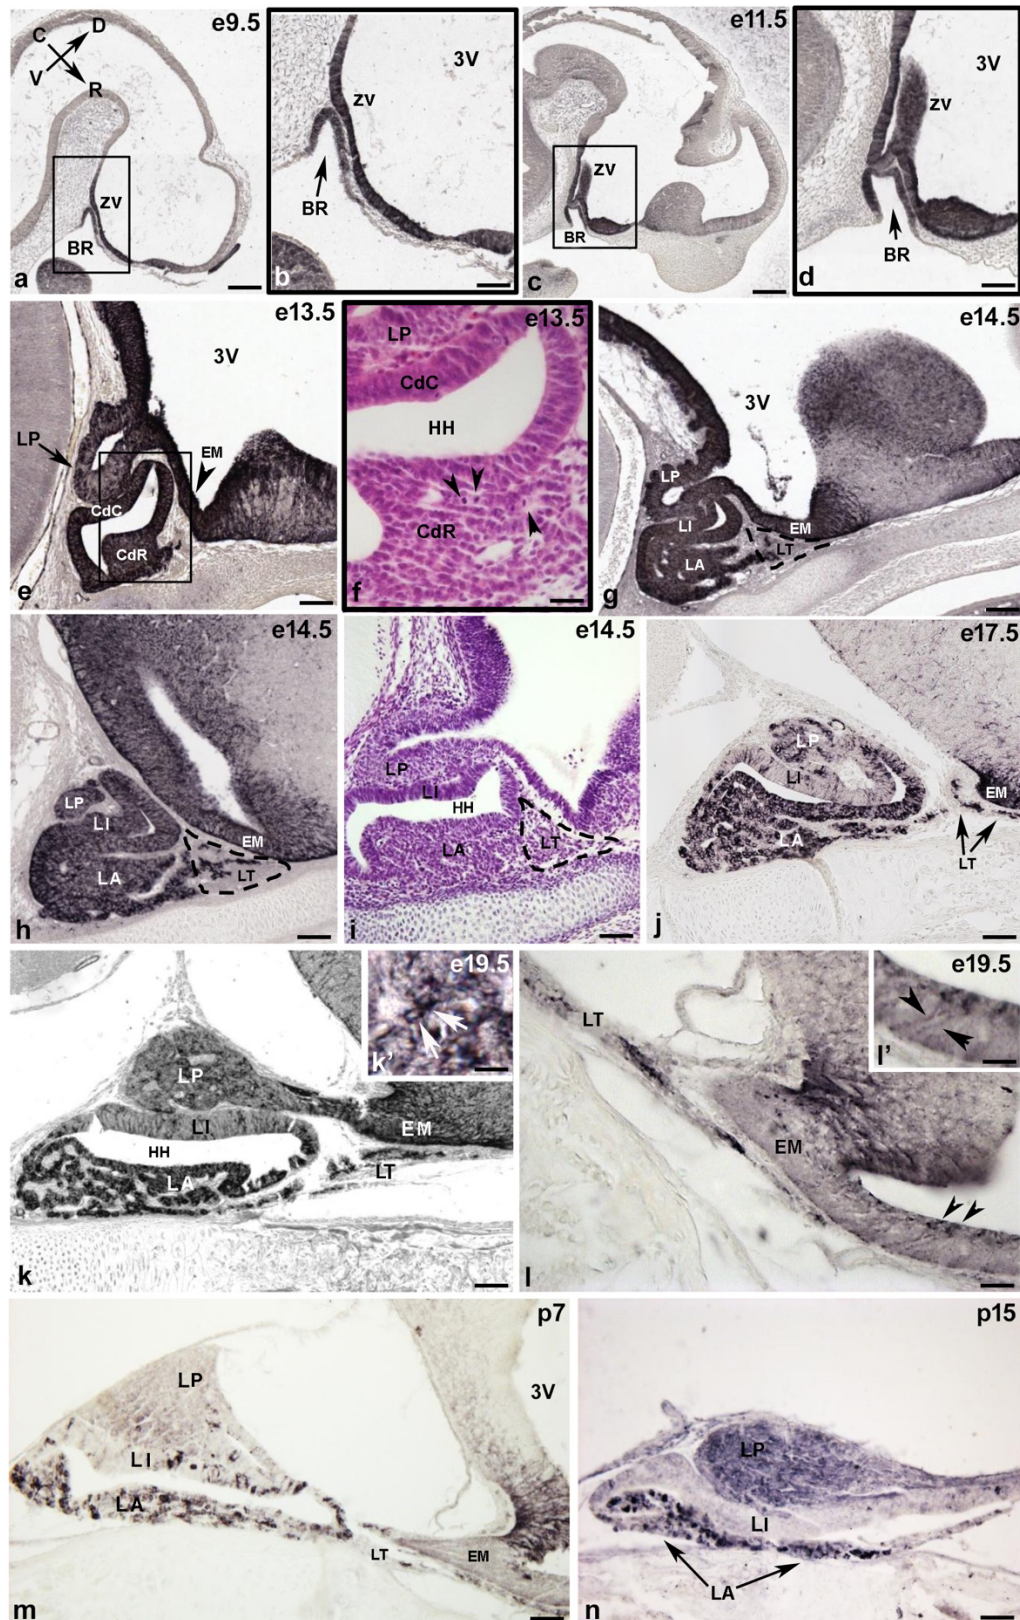 e9.5
C
D
V
R
ZV
BR
a
3V
ZV
BR
b
e11.5
ZV
BR
c
3V
ZV
BR
d
e13.5
3V
LP
EM
CdC
CdR
e
e13.5
LP
CdC
HH
CdR
f
e14.5
3V
LP
LI
EM
LT
LA
g
e14.5
LP
LI
EM
LA
LT
h
e14.5
LP
LI
HH
LA
LT
i
e17.5
LP
LI
EM
LA
LT
j
e19.5
k'
LP
LI
EM
HH
LA
LT
k
e19.5
l'
LT
EM
l
p7
LP
3V
LI
LA
LT
EM
m
p15
LP
LI
LA
n